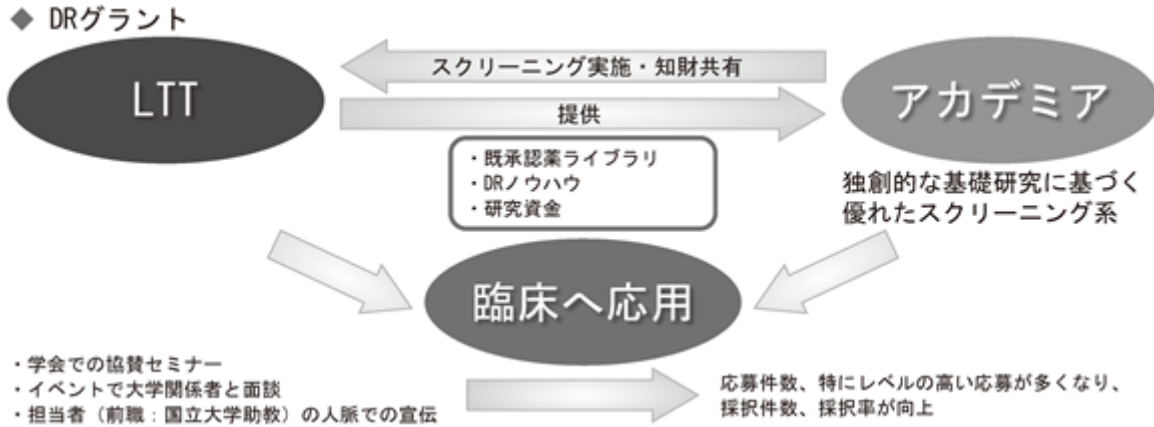 ◆ DRグラント
LTT
スクリーニング実施・知財共有
提供
・既承認薬ライブラリ
・DRノウハウ
・研究資金
アカデミア
独創的な基礎研究に基づく
優れたスクリーニング系
臨床へ応用
・学会での協賛セミナー
・イベントで大学関係者と面談
・担当者（前職：国立大学助教）の人脈での宣伝
応募件数、特にレベルの高い応募が多くなり、
採択件数、採択率が向上